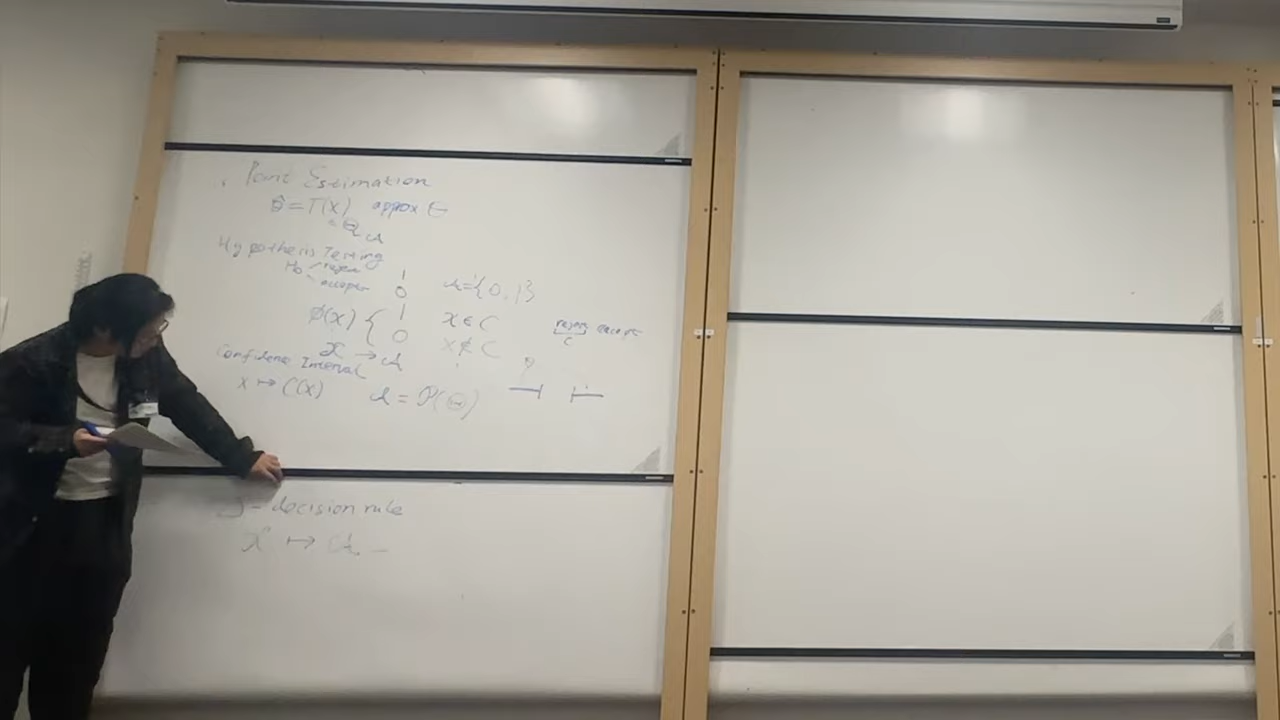 Point Estimation
θ̂ = T(X) approx Θ
Hypothesis Testing
H₀ reject 1
accept 0 𝒜 = {0, 1}
ϕ(x) { 1 x ∈ C
0 x ∉ C
reject accept
C
𝒳 → 𝒜
Confidence Interval
x ↦ C(x) 𝒜 = 𝒫(Θ)
- decision rule
𝒳 ↦ 𝒜